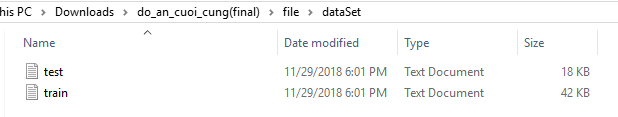 his PC > Downloads > do_an_cuoi_cung(final) > file > dataSet
Name Date modified Type Size
test 11/29/2018 6:01 PM Text Document 18 KB
train 11/29/2018 6:01 PM Text Document 42 KB